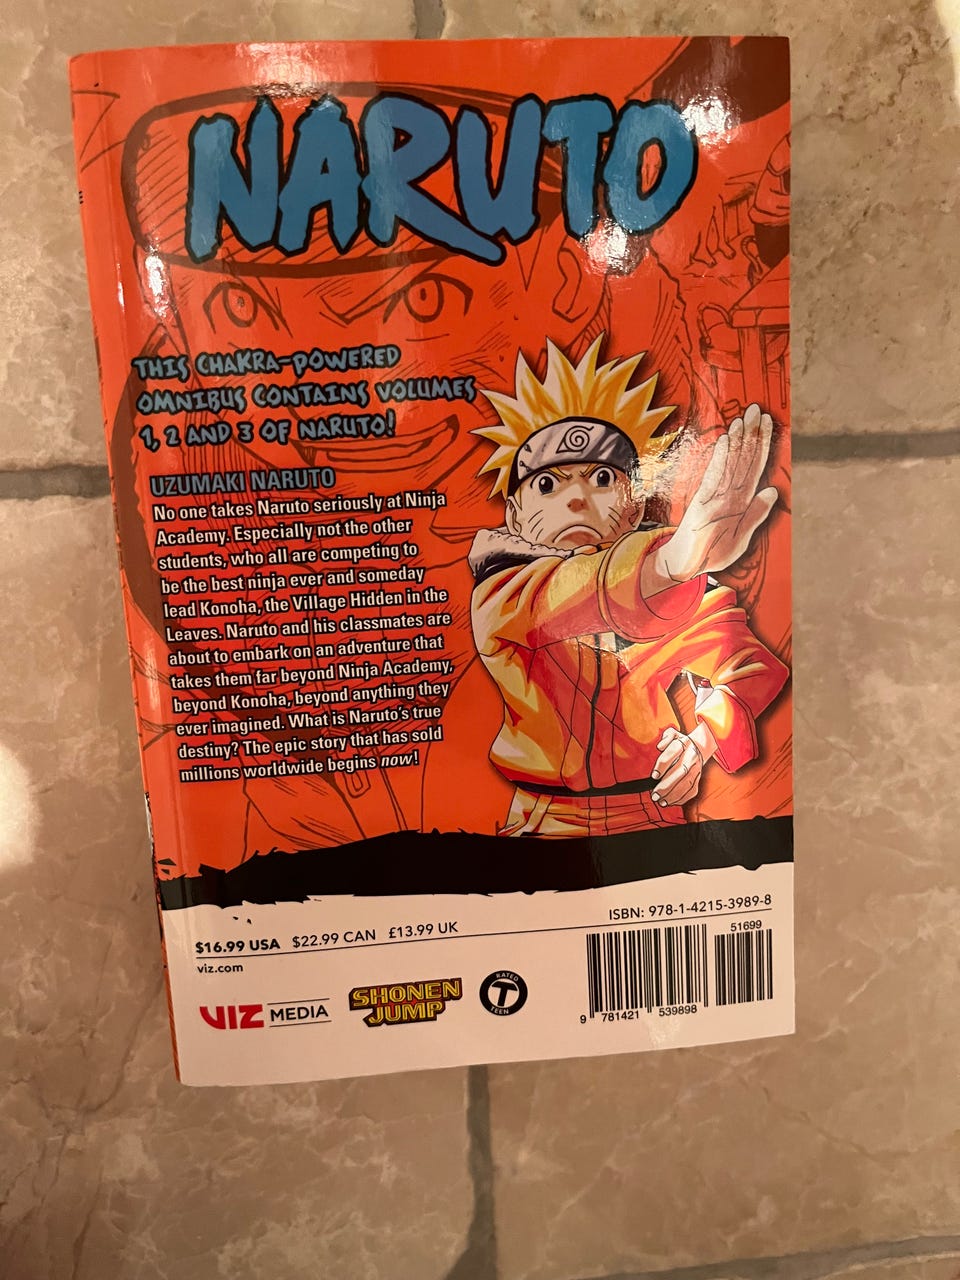 NARUTO
THIS CHAKRA-POWERED
OMNIBUS CONTAINS VOLUMES
1, 2 AND 3 OF NARUTO!
UZUMAKI NARUTO
No one takes Naruto seriously at Ninja
Academy. Especially not the other
students, who all are competing to
be the best ninja ever and someday
lead Konoha, the Village Hidden in the
Leaves. Naruto and his classmates are
about to embark on an adventure that
takes them far beyond Ninja Academy,
beyond Konoha, beyond anything they
ever imagined. What is Naruto's true
destiny? The epic story that has sold
millions worldwide begins now!
$16.99 USA $22.99 CAN £13.99 UK
viz.com
VIZ MEDIA
SHONEN
JUMP
RATED
T
TEEN
ISBN: 978-1-4215-3989-8
51699
9 781421 539898